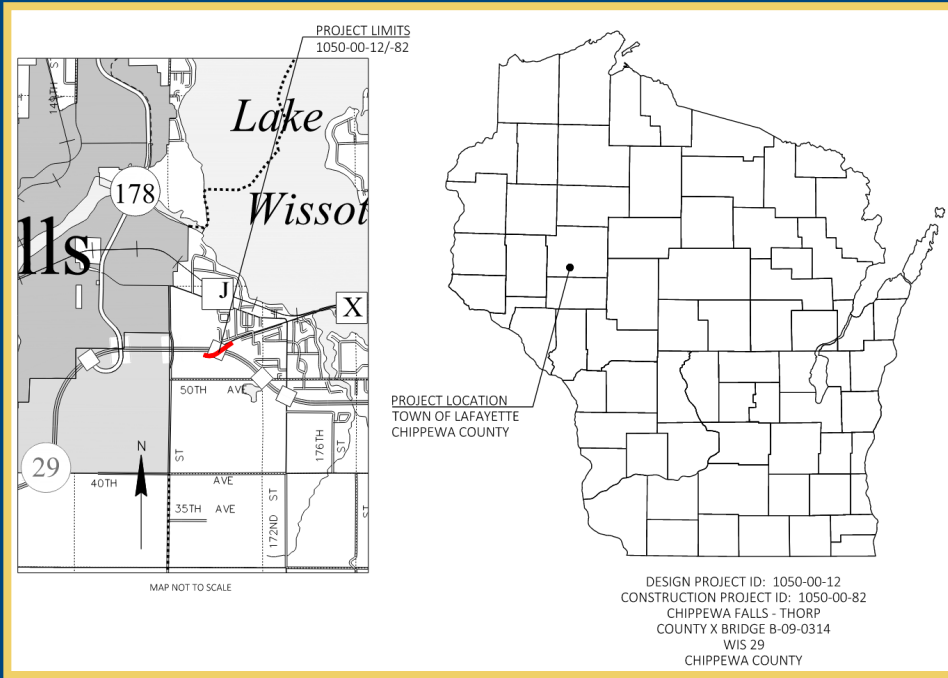 PROJECT LIMITS
1050-00-12/-82
149TH ST
Lake
Wissot
178
lls
J
X
50TH AVE
29
N
ST
176TH ST
40TH AVE
35TH AVE
172ND ST
ST
MAP NOT TO SCALE
PROJECT LOCATION
TOWN OF LAFAYETTE
CHIPPEWA COUNTY
DESIGN PROJECT ID: 1050-00-12
CONSTRUCTION PROJECT ID: 1050-00-82
CHIPPEWA FALLS - THORP
COUNTY X BRIDGE B-09-0314
WIS 29
CHIPPEWA COUNTY